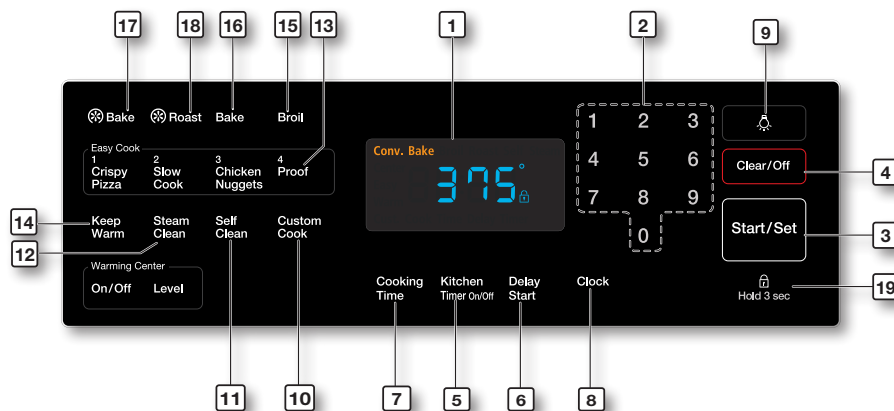 17
18
16
15
13
1
2
9
Bake
Roast
Bake
Broil
Easy Cook
1
Crispy
Pizza
2
Slow
Cook
3
Chicken
Nuggets
4
Proof
Conv. Bake
375°
1 2 3
4 5 6
7 8 9
0
Clear/Off
4
Start/Set
3
14
Keep
Warm
Steam
Clean
Self
Clean
Custom
Cook
12
Warming Center
On/Off Level
Cooking
Time
Kitchen
Timer On/Off
Delay
Start
Clock
Hold 3 sec
19
11
10
7
5
6
8